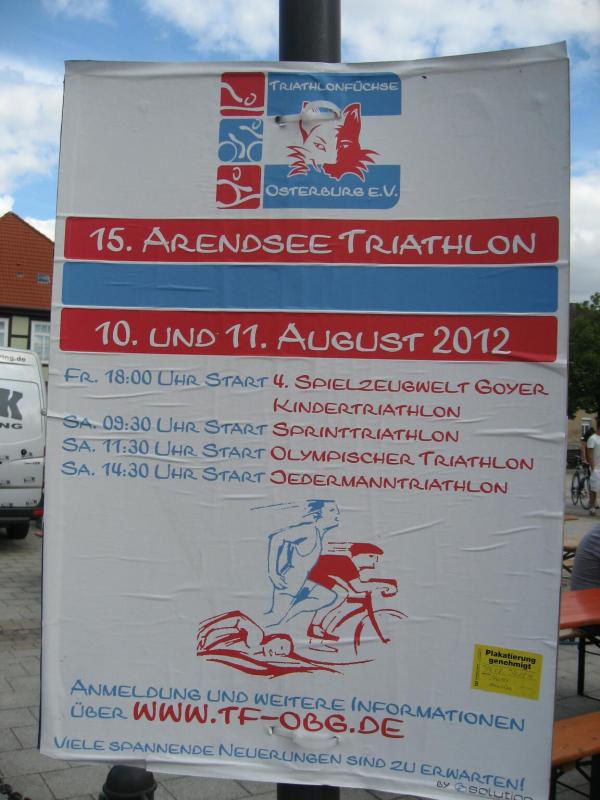 Triathlonfüchse
Osterburg e.V.
15. Arendsee Triathlon
10. und 11. August 2012
Fr. 18:00 Uhr Start 4. Spielzeugwelt Goyer
Kindertriathlon
Sa. 09:30 Uhr Start Sprinttriathlon
Sa. 11:30 Uhr Start Olympischer Triathlon
Sa. 14:30 Uhr Start Jedermanntriathlon
Plakatierung
genehmigt
Anmeldung und weitere Informationen
über www.tf-obg.de
Viele spannende Neuerungen sind zu erwarten!
by solution